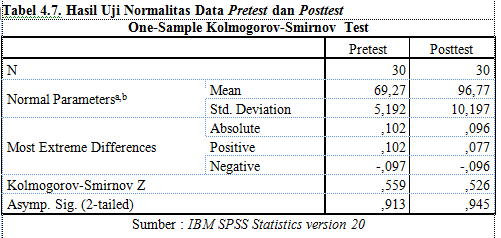 Tabel 4.7. Hasil Uji Normalitas Data Pretest dan Posttest
One-Sample Kolmogorov-Smirnov Test
Pretest Posttest
N 30 30
Normal Parametersa,b Mean 69,27 96,77
Std. Deviation 5,192 10,197
Most Extreme Differences Absolute ,102 ,096
Positive ,102 ,077
Negative -,097 -,096
Kolmogorov-Smirnov Z ,559 ,526
Asymp. Sig. (2-tailed) ,913 ,945
Sumber : IBM SPSS Statistics version 20